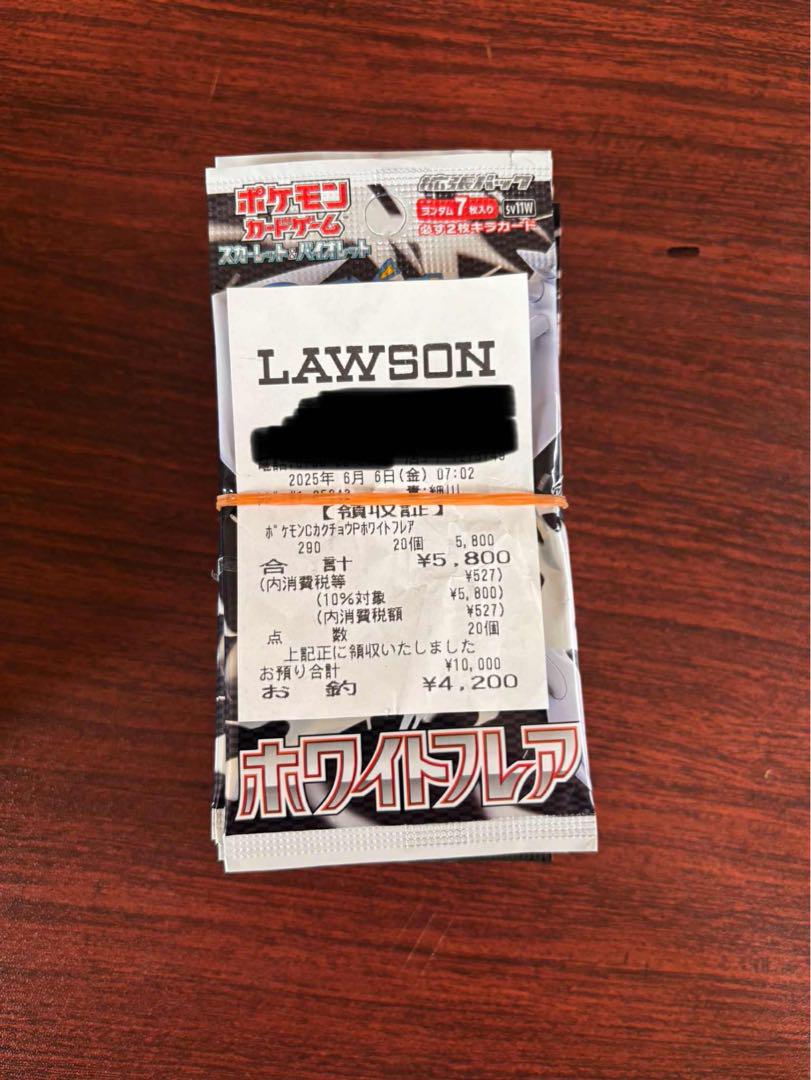 ポケモン
カードゲーム
スカーレット&バイオレット
拡張パック
ランダム7枚入り sv11W
必ず2枚キラカード
LAWSON
2025年 6月 6日(金) 07:02
【領収証】
ポケモンCカクチョウPホワイトフレア
290 20個 5,800
合 計 ¥5,800
(内消費税等 ¥527)
(10%対象 ¥5,800)
(内消費税額 ¥527)
点 数 20個
上記正に領収いたしました
お預り合計 ¥10,000
お 釣 ¥4,200
ホワイトフレア